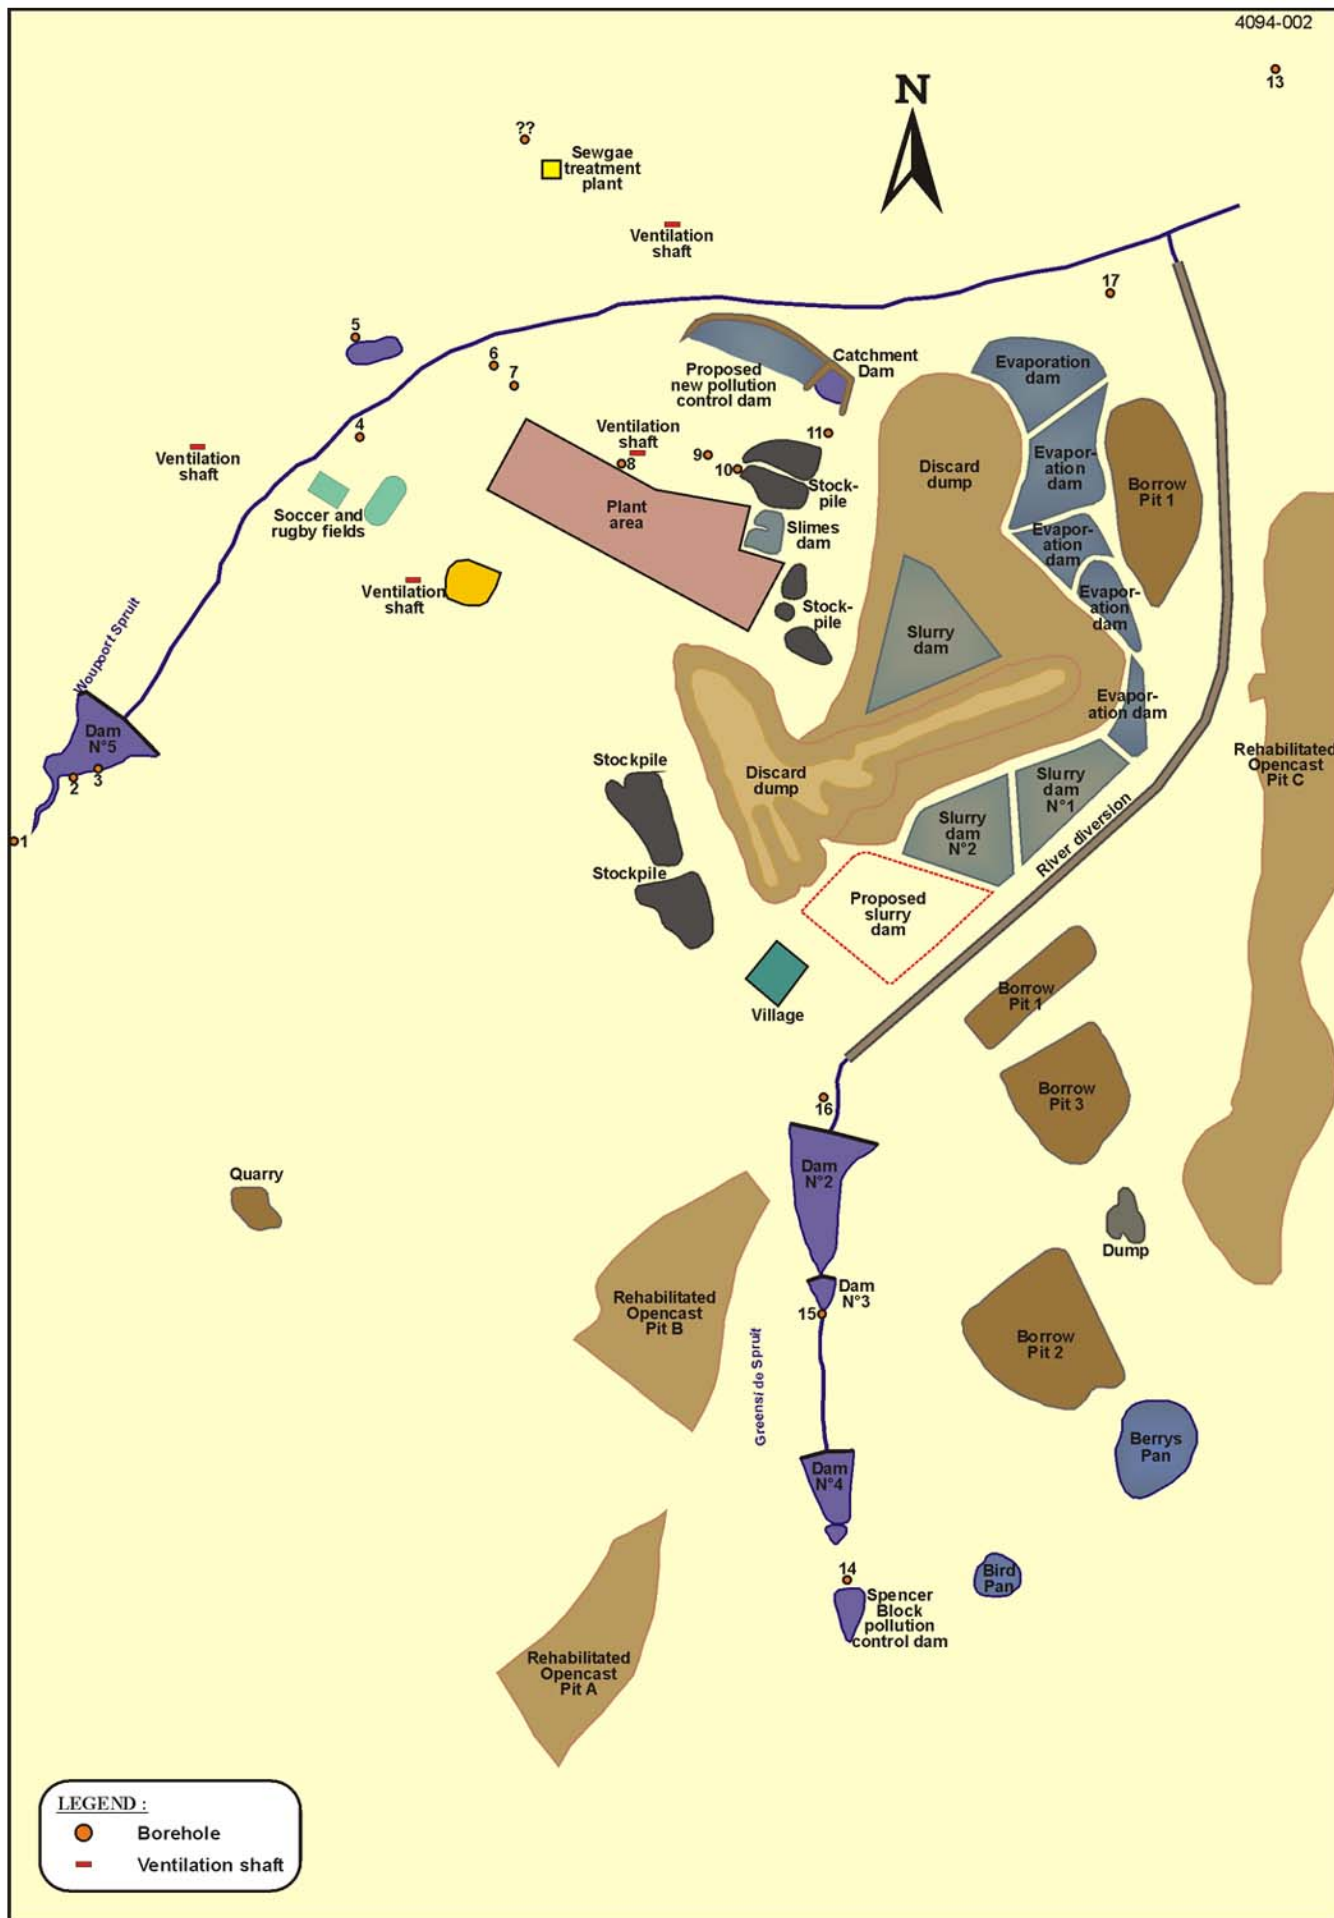 4094-002
13
N
??
Sewgae
treatment
plant
Ventilation
shaft
17
5
6
7
Catchment
Dam
Proposed
new pollution
control dam
Evaporation
dam
4
Ventilation
shaft
Ventilation
shaft
8
9
10
11
Stock-
pile
Discard
dump
Evapor-
ation
dam
Borrow
Pit 1
Soccer and
rugby fields
Plant
area
Slimes
dam
Evapor-
ation
dam
Ventilation
shaft
Stock-
pile
Evapor-
ation
dam
Slurry
dam
Woupoort Spruit
Evapor-
ation dam
Dam
N°5
2
3
1
Stockpile
Discard
dump
Slurry
dam
N°1
Rehabilitated
Opencast
Pit C
Slurry
dam
N°2
River diversion
Stockpile
Proposed
slurry
dam
Village
Borrow
Pit 1
16
Borrow
Pit 3
Quarry
Dam
N°2
Dump
Dam
N°3
15
Rehabilitated
Opencast
Pit B
Greenside Spruit
Borrow
Pit 2
Berrys
Pan
Dam
N°4
14
Bird
Pan
Spencer
Block
pollution
control dam
Rehabilitated
Opencast
Pit A
LEGEND :
Borehole
Ventilation shaft